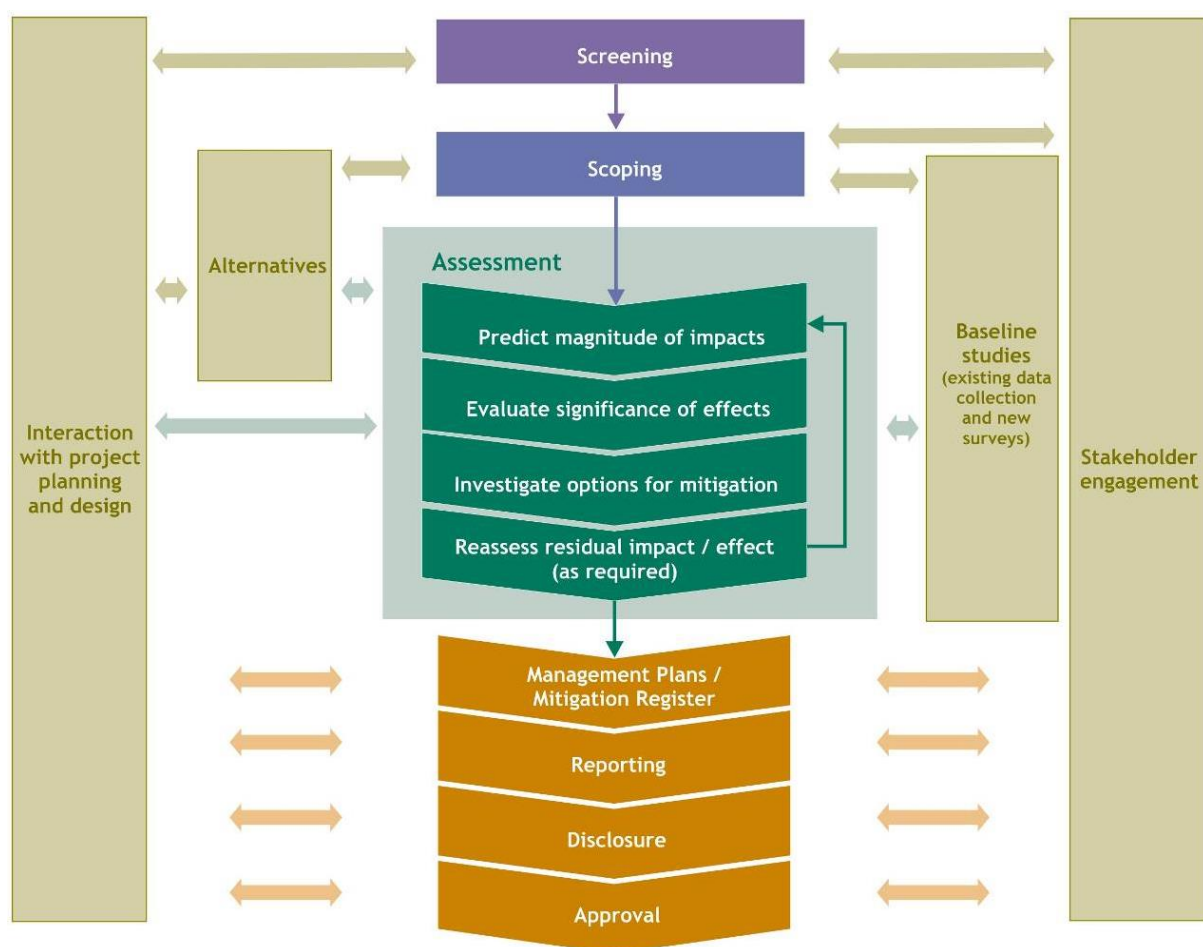 Screening
Scoping
Alternatives
Assessment
Predict magnitude of impacts
Evaluate significance of effects
Investigate options for mitigation
Reassess residual impact / effect
(as required)
Interaction
with project
planning
and design
Baseline
studies
(existing data
collection
and new
surveys)
Stakeholder
engagement
Management Plans /
Mitigation Register
Reporting
Disclosure
Approval